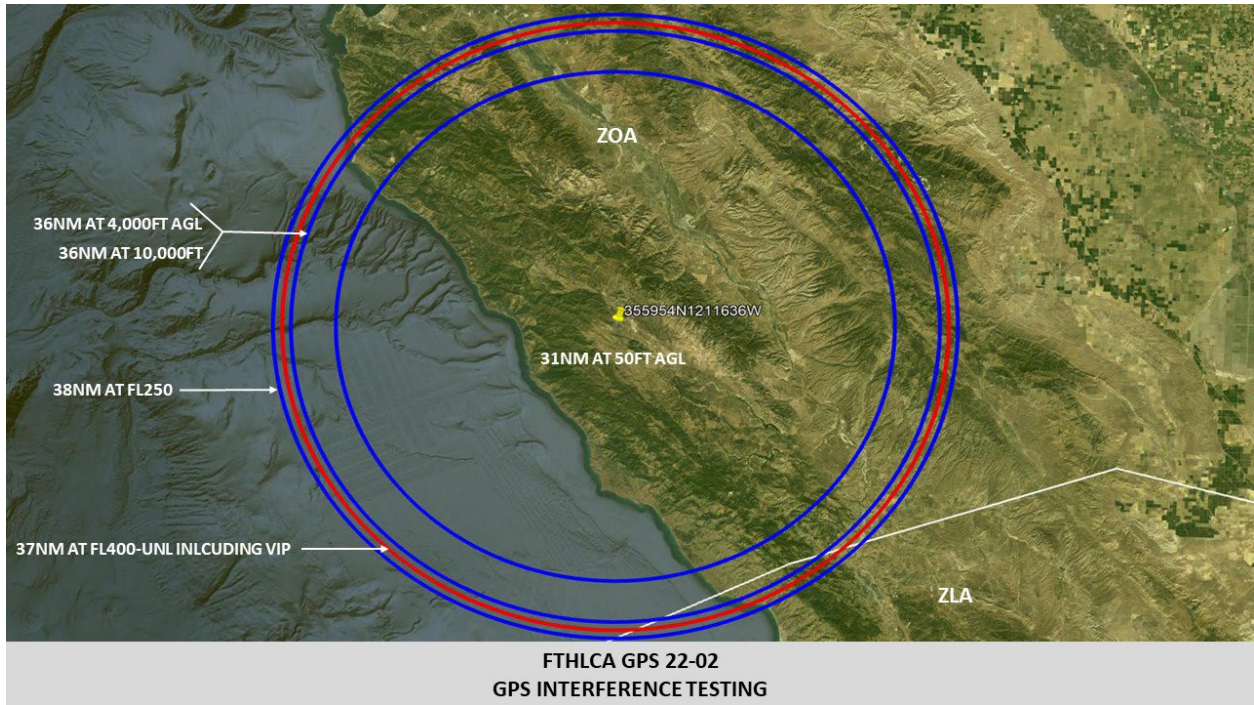 ZOA
36NM AT 4,000FT AGL
36NM AT 10,000FT
355954N1211636W
31NM AT 50FT AGL
38NM AT FL250
37NM AT FL400-UNL INLCUDING VIP
ZLA
FTHLCA GPS 22-02
GPS INTERFERENCE TESTING